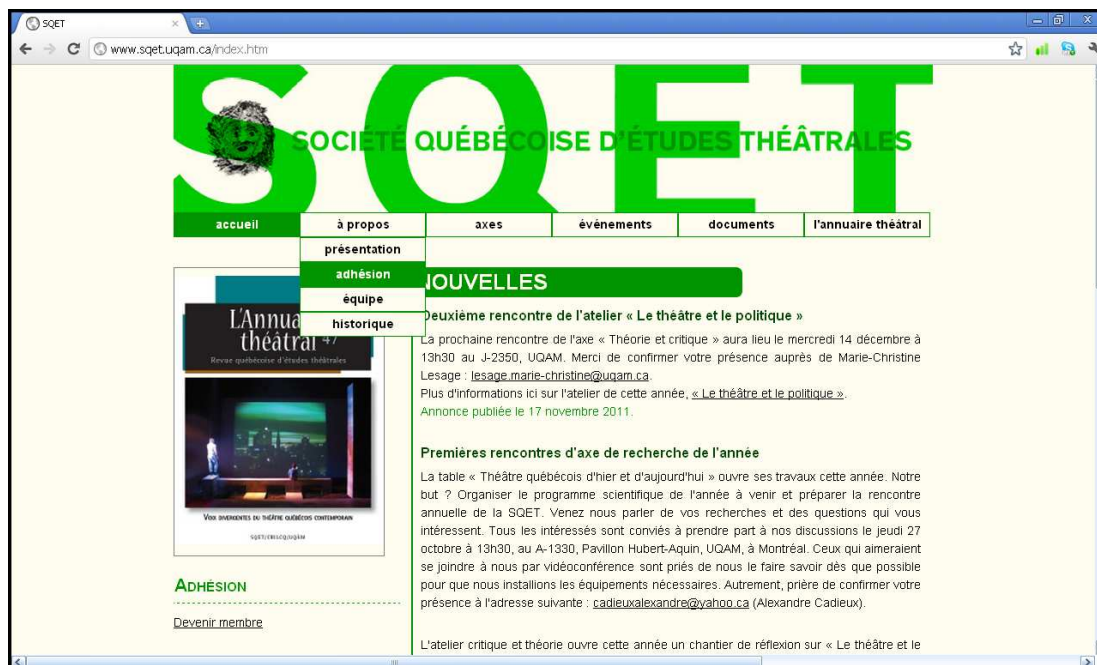 SQET
www.sqet.uqam.ca/index.htm
SQET
SOCIÉTÉ QUÉBÉCOISE D'ÉTUDES THÉÂTRALES
accueil
à propos
axes
événements
documents
l'annuaire théâtral
présentation
adhésion
équipe
historique
L'Annua
théâtral 47
Revue québécoise d'études théâtrales
VOIX DIVERGENTES DU THÉÂTRE QUÉBÉCOIS CONTEMPORAIN
SQET/CRILCQ/UQAM
ADHÉSION
Devenir membre
NOUVELLES
Deuxième rencontre de l'atelier « Le théâtre et le politique »
La prochaine rencontre de l'axe « Théorie et critique » aura lieu le mercredi 14 décembre à
13h30 au J-2350, UQAM. Merci de confirmer votre présence auprès de Marie-Christine
Lesage : lesage.marie-christine@uqam.ca.
Plus d'informations ici sur l'atelier de cette année, « Le théâtre et le politique ».
Annonce publiée le 17 novembre 2011.
Premières rencontres d'axe de recherche de l'année
La table « Théâtre québécois d'hier et d'aujourd'hui » ouvre ses travaux cette année. Notre
but ? Organiser le programme scientifique de l'année à venir et préparer la rencontre
annuelle de la SQET. Venez nous parler de vos recherches et des questions qui vous
intéressent. Tous les intéressés sont conviés à prendre part à nos discussions le jeudi 27
octobre à 13h30, au A-1330, Pavillon Hubert-Aquin, UQAM, à Montréal. Ceux qui aimeraient
se joindre à nous par vidéoconférence sont priés de nous le faire savoir dès que possible
pour que nous installions les équipements nécessaires. Autrement, prière de confirmer votre
présence à l'adresse suivante : cadieuxalexandre@yahoo.ca (Alexandre Cadieux).
L'atelier critique et théorie ouvre cette année un chantier de réflexion sur « Le théâtre et le